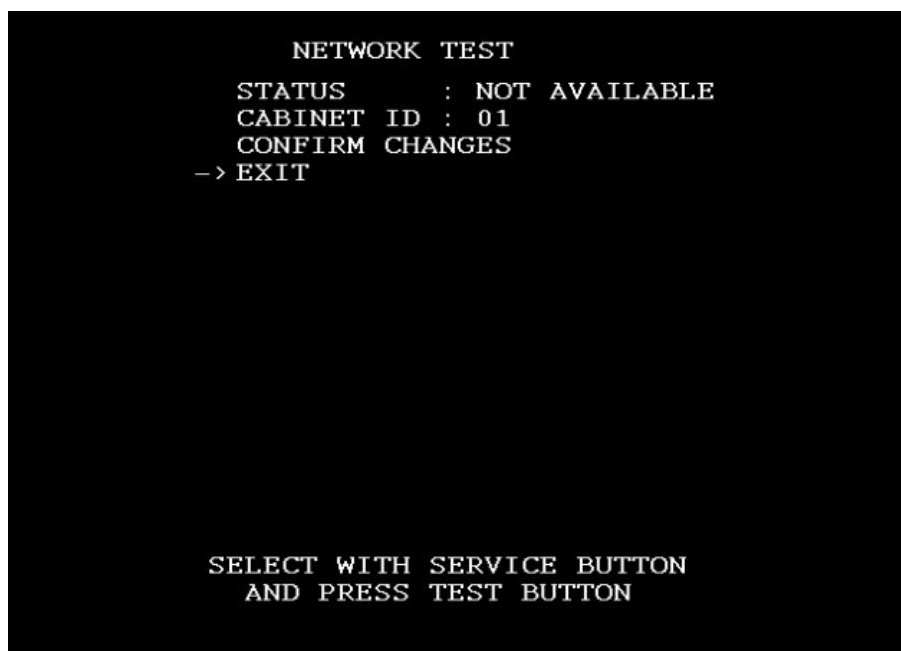 NETWORK TEST
STATUS : NOT AVAILABLE
CABINET ID : 01
CONFIRM CHANGES
-> EXIT
SELECT WITH SERVICE BUTTON
AND PRESS TEST BUTTON